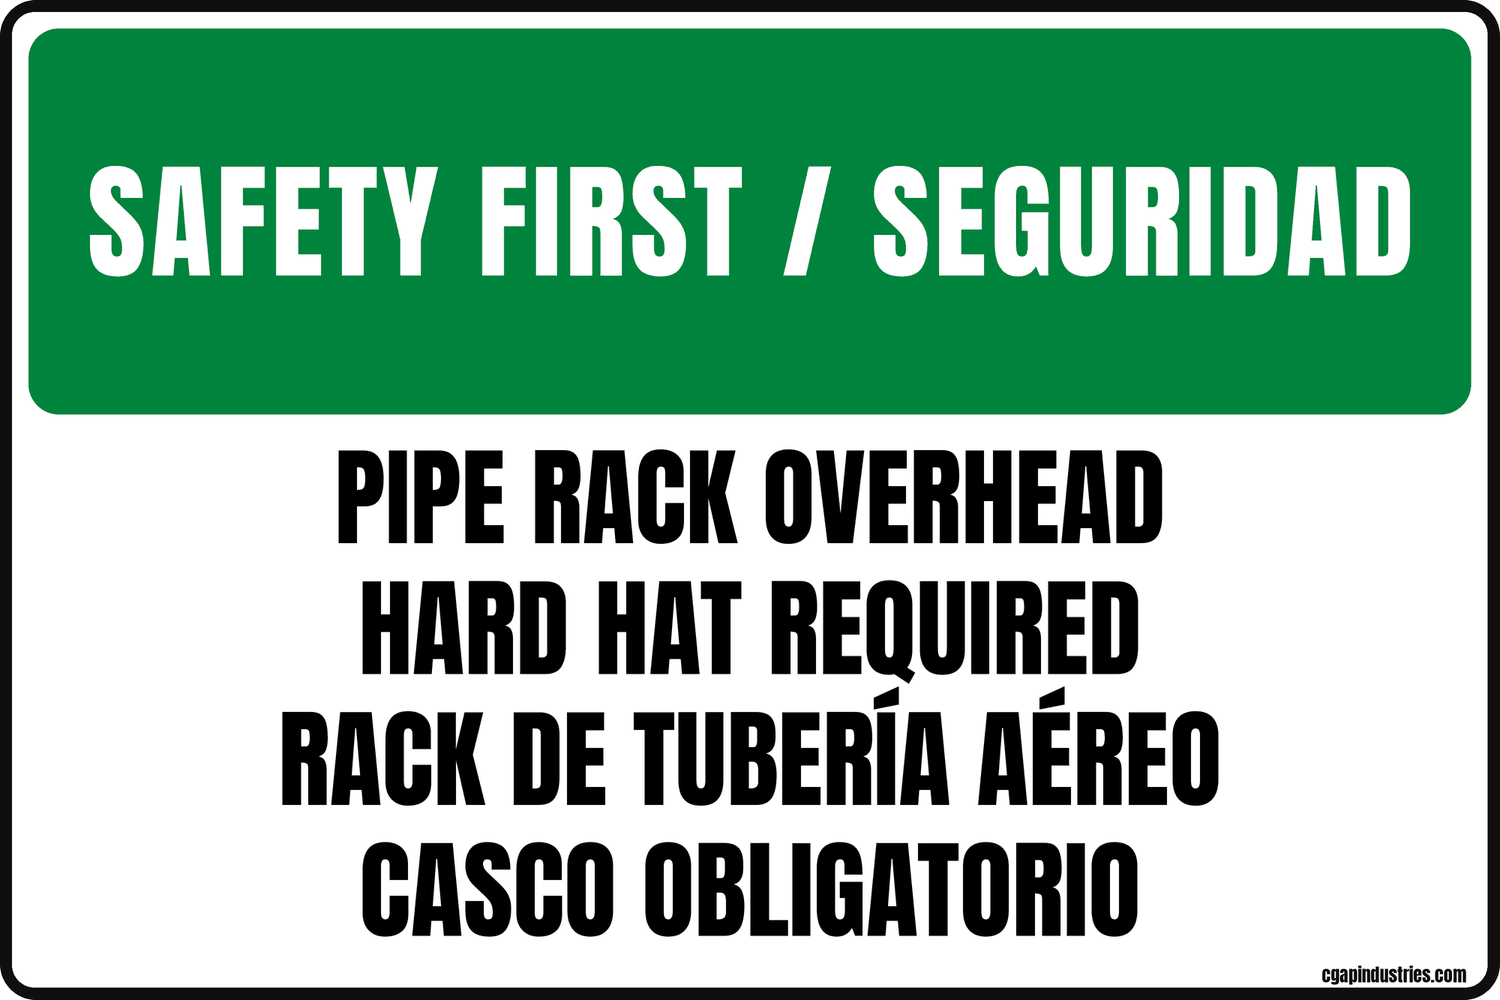 SAFETY FIRST / SEGURIDAD
PIPE RACK OVERHEAD
HARD HAT REQUIRED
RACK DE TUBERÍA AÉREO
CASCO OBLIGATORIO
cgapindustries.com